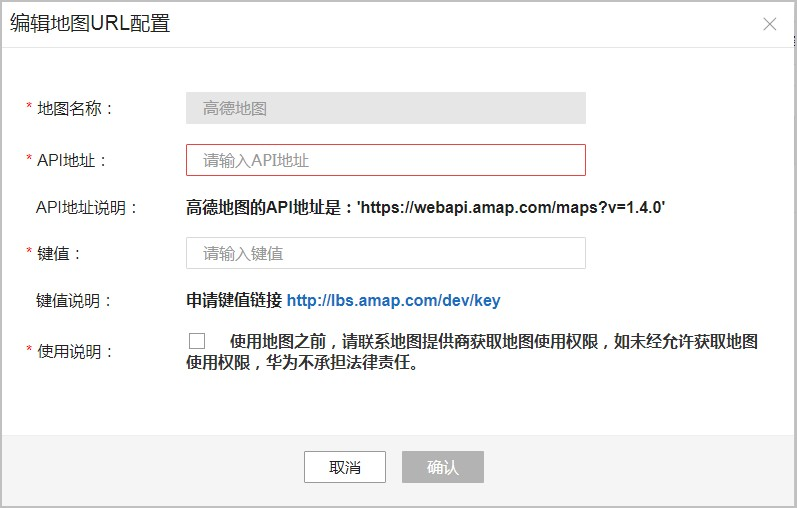 编辑地图URL配置
* 地图名称： 高德地图
* API地址： 请输入API地址
API地址说明： 高德地图的API地址是：'https://webapi.amap.com/maps?v=1.4.0'
* 键值： 请输入键值
键值说明： 申请键值链接 http://lbs.amap.com/dev/key
* 使用说明： 使用地图之前，请联系地图提供商获取地图使用权限，如未经允许获取地图
使用权限，华为不承担法律责任。
取消 确认